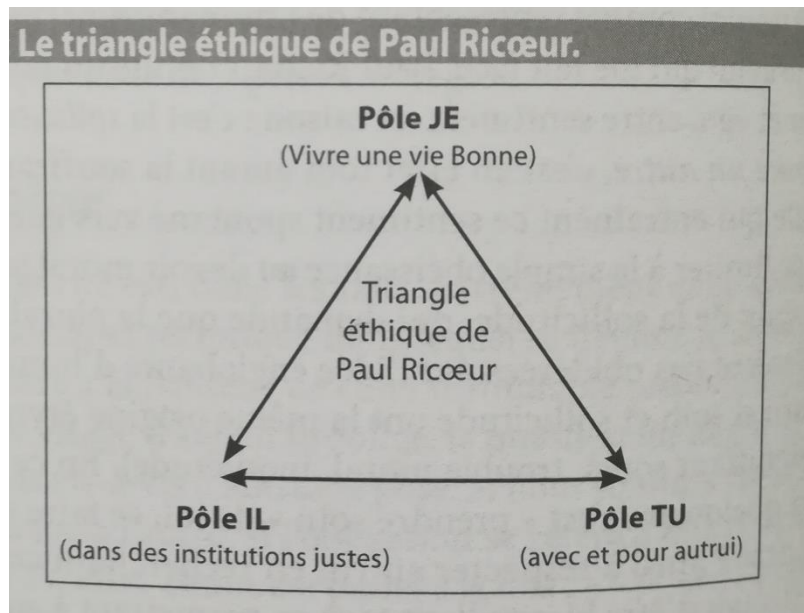 Le triangle éthique de Paul Ricœur.
Pôle JE
(Vivre une vie Bonne)
Triangle
éthique de
Paul Ricœur
Pôle IL
(dans des institutions justes)
Pôle TU
(avec et pour autrui)